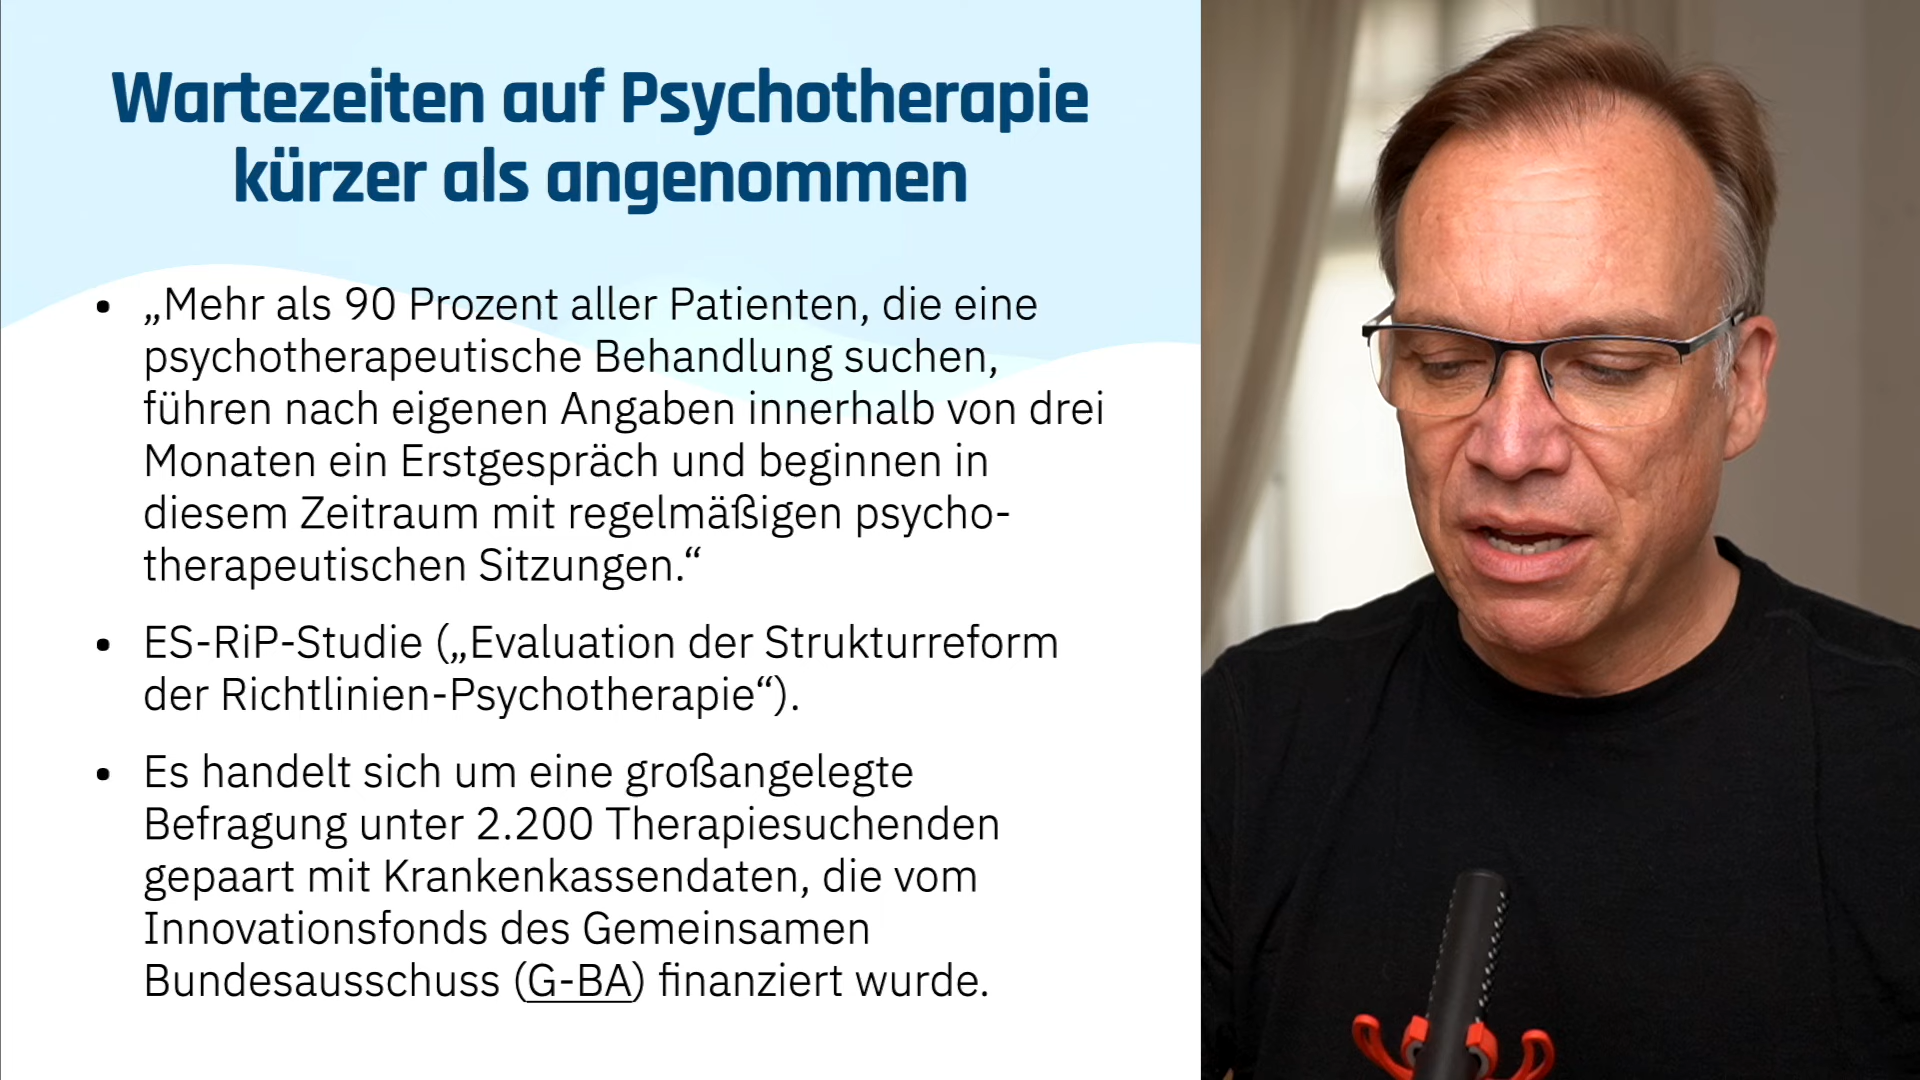 Wartezeiten auf Psychotherapie
kürzer als angenommen
• „Mehr als 90 Prozent aller Patienten, die eine
psychotherapeutische Behandlung suchen,
führen nach eigenen Angaben innerhalb von drei
Monaten ein Erstgespräch und beginnen in
diesem Zeitraum mit regelmäßigen psycho-
therapeutischen Sitzungen.“
• ES-RiP-Studie („Evaluation der Strukturreform
der Richtlinien-Psychotherapie“).
• Es handelt sich um eine großangelegte
Befragung unter 2.200 Therapiesuchenden
gepaart mit Krankenkassendaten, die vom
Innovationsfonds des Gemeinsamen
Bundesausschuss (G-BA) finanziert wurde.